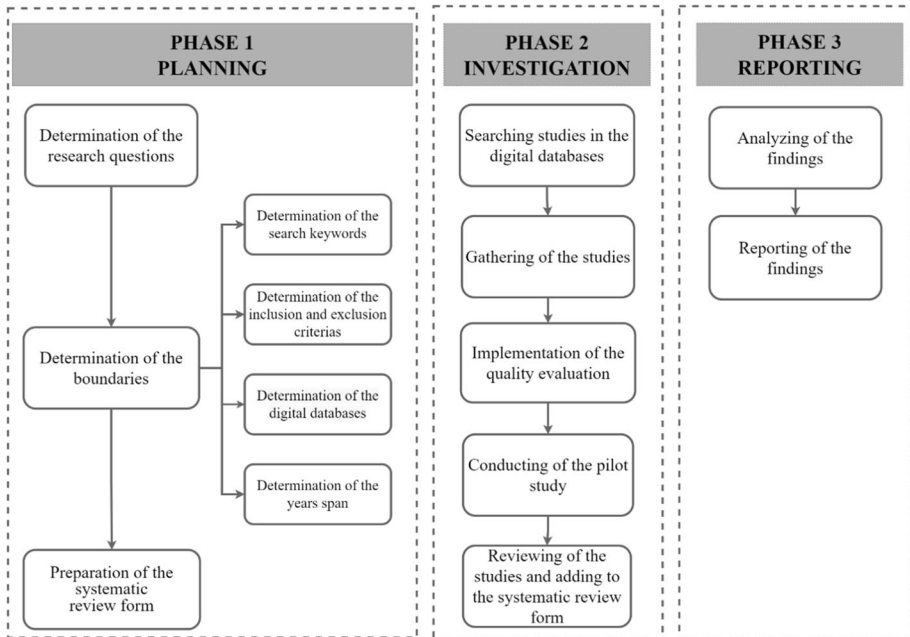 PHASE 1
PLANNING
Determination of the
research questions
Determination of the
search keywords
Determination of the
inclusion and exclusion
criterias
Determination of the
boundaries
Determination of the
digital databases
Determination of the
years span
Preparation of the
systematic
review form
PHASE 2
INVESTIGATION
Searching studies in the
digital databases
Gathering of the studies
Implementation of the
quality evaluation
Conducting of the pilot
study
Reviewing of the
studies and adding to
the systematic review
form
PHASE 3
REPORTING
Analyzing of the
findings
Reporting of the
findings